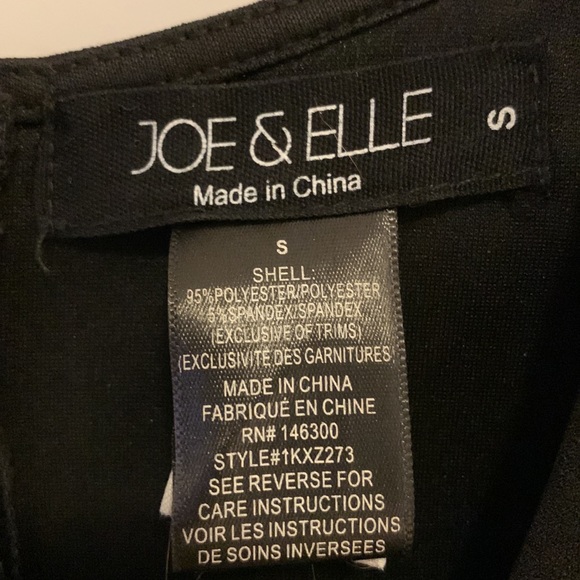 JOE & ELLE
S
Made in China
S
SHELL:
95%POLYESTER/POLYESTER
5%SPANDEX/SPANDEX
(EXCLUSIVE OF TRIMS)
(EXCLUSIVITE DES GARNITURES)
MADE IN CHINA
FABRIQUÉ EN CHINE
RN# 146300
STYLE#1KXZ273
SEE REVERSE FOR
CARE INSTRUCTIONS
VOIR LES INSTRUCTIONS
DE SOINS INVERSEES